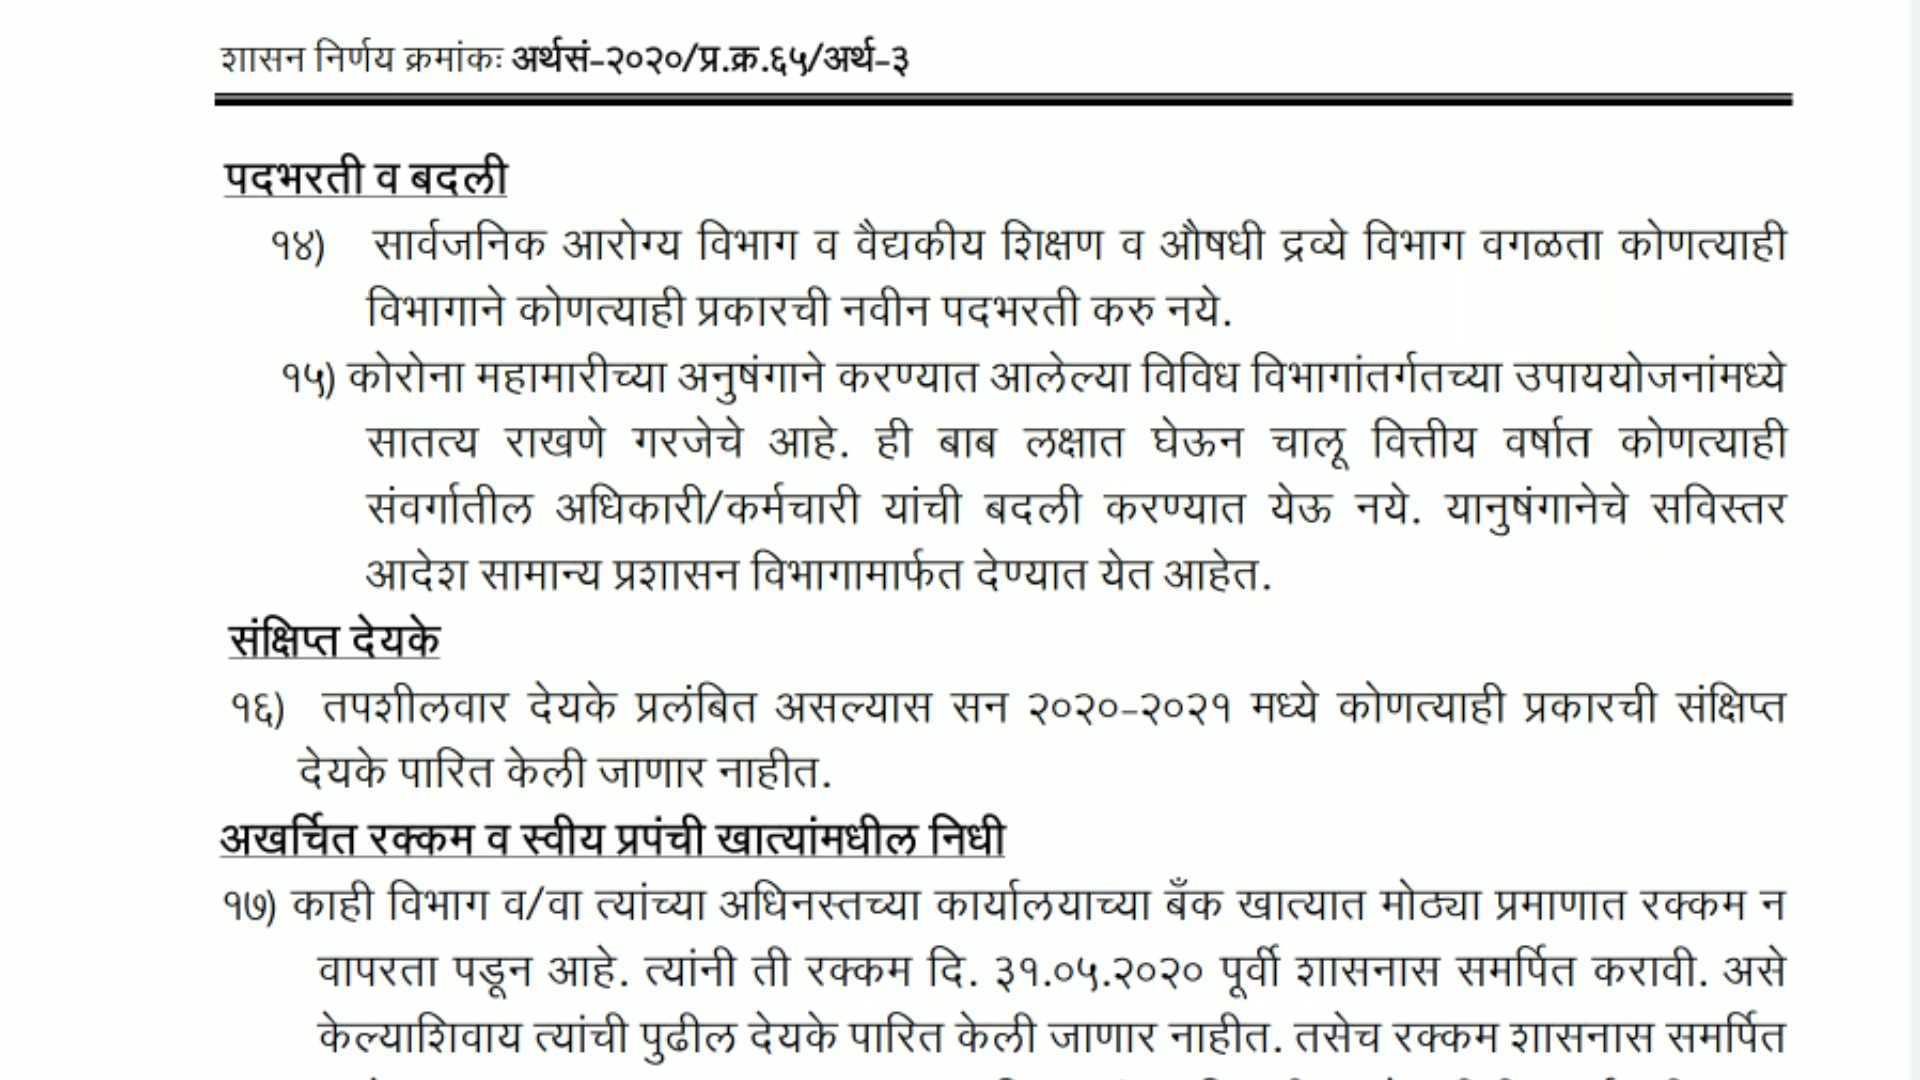 शासन निर्णय क्रमांकः अर्थसं-२०२०/प्र.क्र.६५/अर्थ-३
पदभरती व बदली
१४) सार्वजनिक आरोग्य विभाग व वैद्यकीय शिक्षण व औषधी द्रव्ये विभाग वगळता कोणत्याही
विभागाने कोणत्याही प्रकारची नवीन पदभरती करु नये.
१५) कोरोना महामारीच्या अनुषंगाने करण्यात आलेल्या विविध विभागांतर्गतच्या उपाययोजनांमध्ये
सातत्य राखणे गरजेचे आहे. ही बाब लक्षात घेऊन चालू वित्तीय वर्षात कोणत्याही
संवर्गातील अधिकारी/कर्मचारी यांची बदली करण्यात येऊ नये. यानुषंगानेचे सविस्तर
आदेश सामान्य प्रशासन विभागामार्फत देण्यात येत आहेत.
संक्षिप्त देयके
१६) तपशीलवार देयके प्रलंबित असल्यास सन २०२०-२०२१ मध्ये कोणत्याही प्रकारची संक्षिप्त
देयके पारित केली जाणार नाहीत.
अखर्चित रक्कम व स्वीय प्रपंची खात्यांमधील निधी
१७) काही विभाग व/वा त्यांच्या अधिनस्तच्या कार्यालयाच्या बँक खात्यात मोठ्या प्रमाणात रक्कम न
वापरता पडून आहे. त्यांनी ती रक्कम दि. ३१.०५.२०२० पूर्वी शासनास समर्पित करावी. असे
केल्याशिवाय त्यांची पुढील देयके पारित केली जाणार नाहीत. तसेच रक्कम शासनास समर्पित